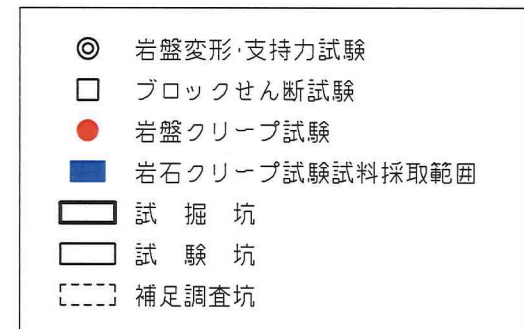 岩盤変形·支持力試験
ブロックせん断試験
岩盤クリープ試験
岩石クリープ試験試料採取範囲
試 掘 坑
試 験 坑
補足調査坑